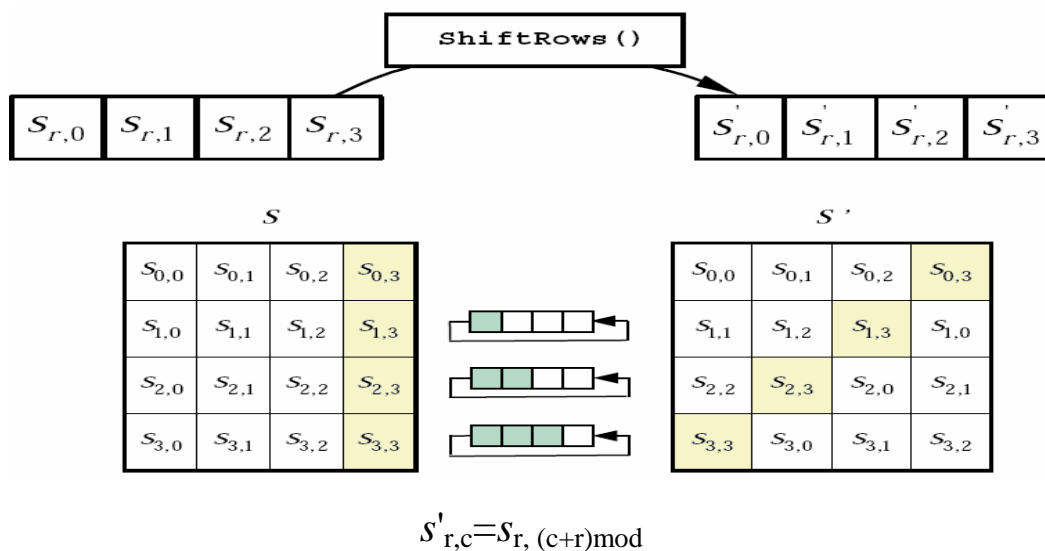 ShiftRows()
S_{r,0} S_{r,1} S_{r,2} S_{r,3} S'_{r,0} S'_{r,1} S'_{r,2} S'_{r,3}
S S'
S_{0,0} S_{0,1} S_{0,2} S_{0,3} S_{0,0} S_{0,1} S_{0,2} S_{0,3}
S_{1,0} S_{1,1} S_{1,2} S_{1,3} S_{1,1} S_{1,2} S_{1,3} S_{1,0}
S_{2,0} S_{2,1} S_{2,2} S_{2,3} S_{2,2} S_{2,3} S_{2,0} S_{2,1}
S_{3,0} S_{3,1} S_{3,2} S_{3,3} S_{3,3} S_{3,0} S_{3,1} S_{3,2}
s'_{r,c}=s_{r, (c+r)mod}